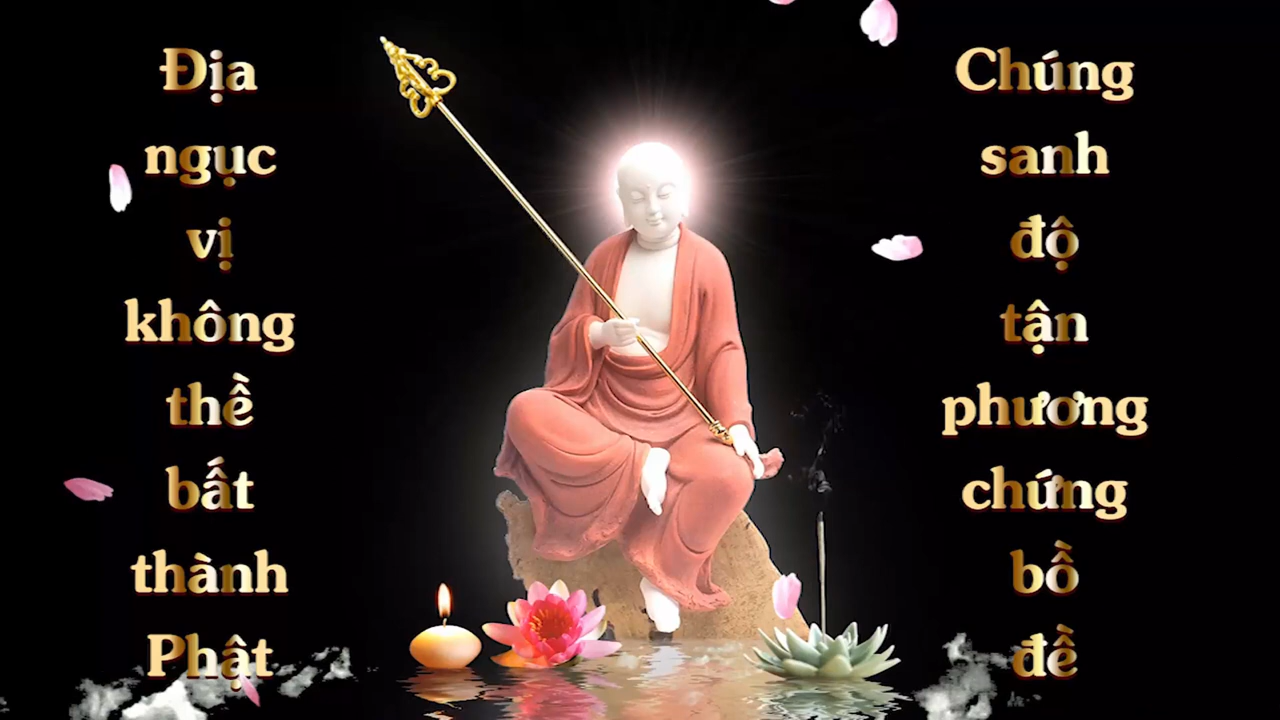 Địa
ngục
vị
không
thề
bất
thành
Phật
Chúng
sanh
độ
tận
phương
chứng
bồ
đề